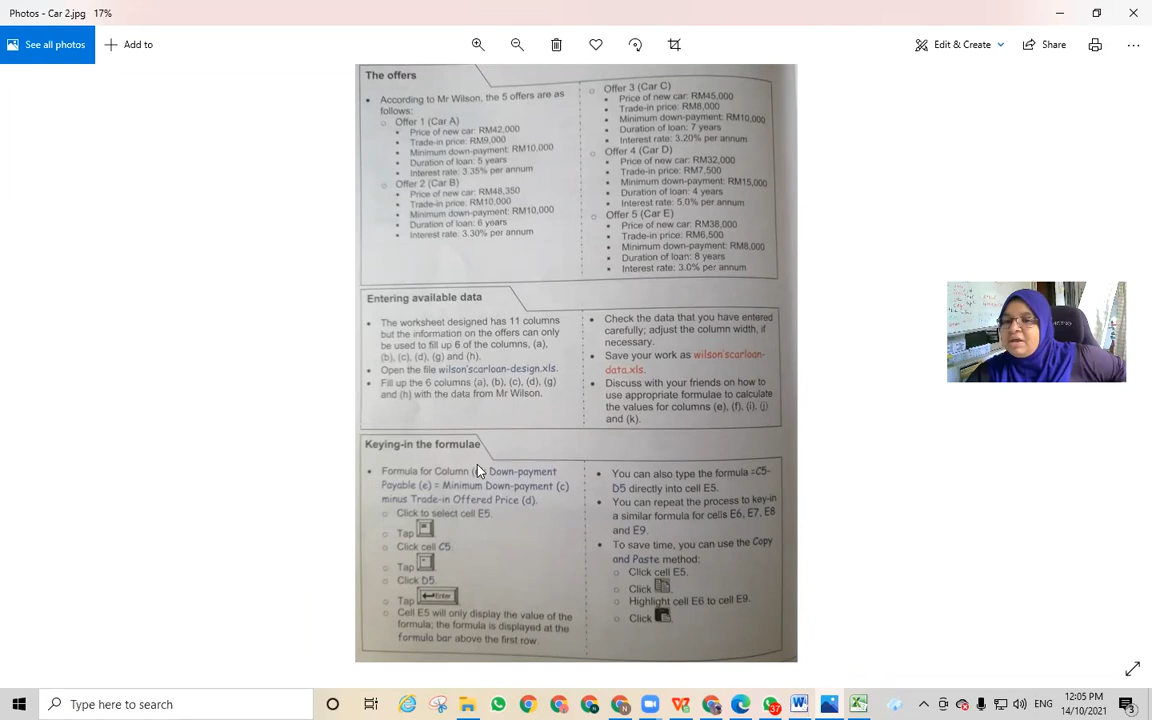 Photos - Car 2.jpg 17%
See all photos
Add to
Edit & Create
Share
The offers
According to Mr Wilson, the 5 offers are as
follows:
Offer 1 (Car A)
Price of new car: RM42,000
Trade-in price: RM9,000
Minimum down-payment: RM10,000
Duration of loan: 5 years
Interest rate: 3.35% per annum
Offer 2 (Car B)
Price of new car: RM48,350
Trade-in price: RM10,000
Minimum down-payment: RM10,000
Duration of loan: 6 years
Interest rate: 3.30% per annum
Offer 3 (Car C)
Price of new car: RM45,000
Trade-in price: RM8,000
Minimum down-payment: RM10,000
Duration of loan: 7 years
Interest rate: 3.20% per annum
Offer 4 (Car D)
Price of new car: RM32,000
Trade-in price: RM7,500
Minimum down-payment: RM15,000
Duration of loan: 4 years
Interest rate: 5.0% per annum
Offer 5 (Car E)
Price of new car: RM38,000
Trade-in price: RM6,500
Minimum down-payment: RM8,000
Duration of loan: 8 years
Interest rate: 3.0% per annum
Entering available data
The worksheet designed has 11 columns
but the information on the offers can only
be used to fill up 6 of the columns, (a),
(b), (c), (d), (g) and (h).
Open the file wilson'scarloan-design.xls.
Fill up the 6 columns (a), (b), (c), (d), (g)
and (h) with the data from Mr Wilson.
Check the data that you have entered
carefully; adjust the column width, if
necessary.
Save your work as wilson'scarloan-
data.xls.
Discuss with your friends on how to
use appropriate formulae to calculate
the values for columns (e), (f), (i), (j)
and (k).
Keying-in the formulae
Formula for Column Down-payment
Payable (e) = Minimum Down-payment (c)
minus Trade-in Offered Price (d).
Click to select cell E5.
Tap
Click cell C5.
Tap
Click D5.
Tap Enter
Cell E5 will only display the value of the
formula; the formula is displayed at the
formula bar above the first row.
You can also type the formula =C5-
D5 directly into cell E5.
You can repeat the process to key-in
a similar formula for cells E6, E7, E8
and E9.
To save time, you can use the Copy
and Paste method:
Click cell E5.
Click
Highlight cell E6 to cell E9.
Click
Type here to search
37
ENG
12:05 PM
14/10/2021
3